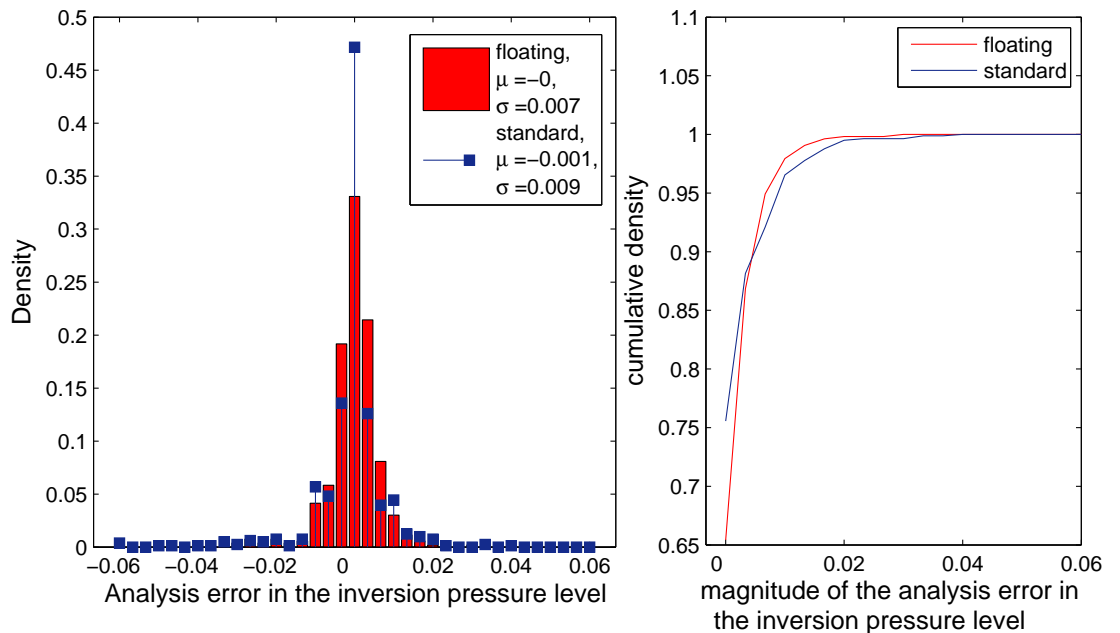 0.5
0.45
0.4
0.35
0.3
0.25
0.2
0.15
0.1
0.05
0
Density
−0.06
−0.04
−0.02
0
0.02
0.04
0.06
Analysis error in the inversion pressure level
floating,
μ =−0,
σ =0.007
standard,
μ =−0.001,
σ =0.009
1.1
1.05
1
0.95
0.9
0.85
0.8
0.75
0.7
0.65
cumulative density
0
0.02
0.04
0.06
magnitude of the analysis error in
the inversion pressure level
floating
standard